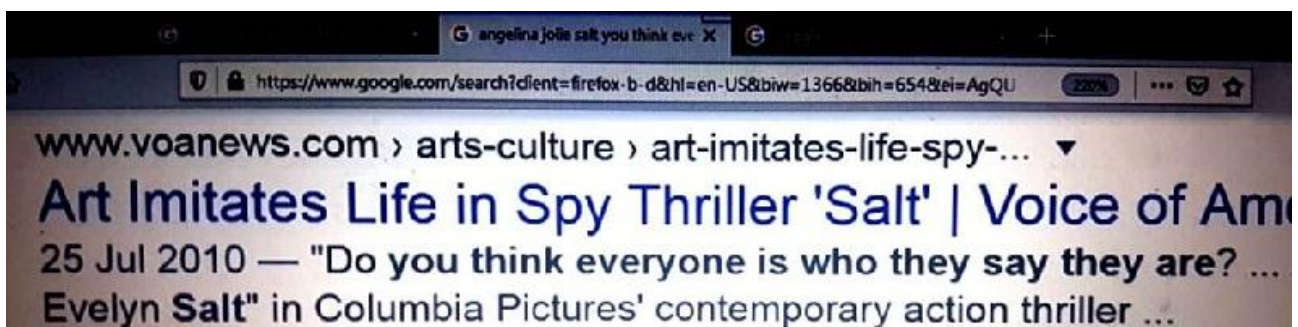 angelina jolie salt you think eve
https://www.google.com/search?client=firefox-b-d&hl=en-US&biw=1366&bih=654&ei=AgQU 220%
www.voanews.com › arts-culture › art-imitates-life-spy-...
Art Imitates Life in Spy Thriller 'Salt' | Voice of Am
25 Jul 2010 — "Do you think everyone is who they say they are? ...
Evelyn Salt" in Columbia Pictures' contemporary action thriller ...